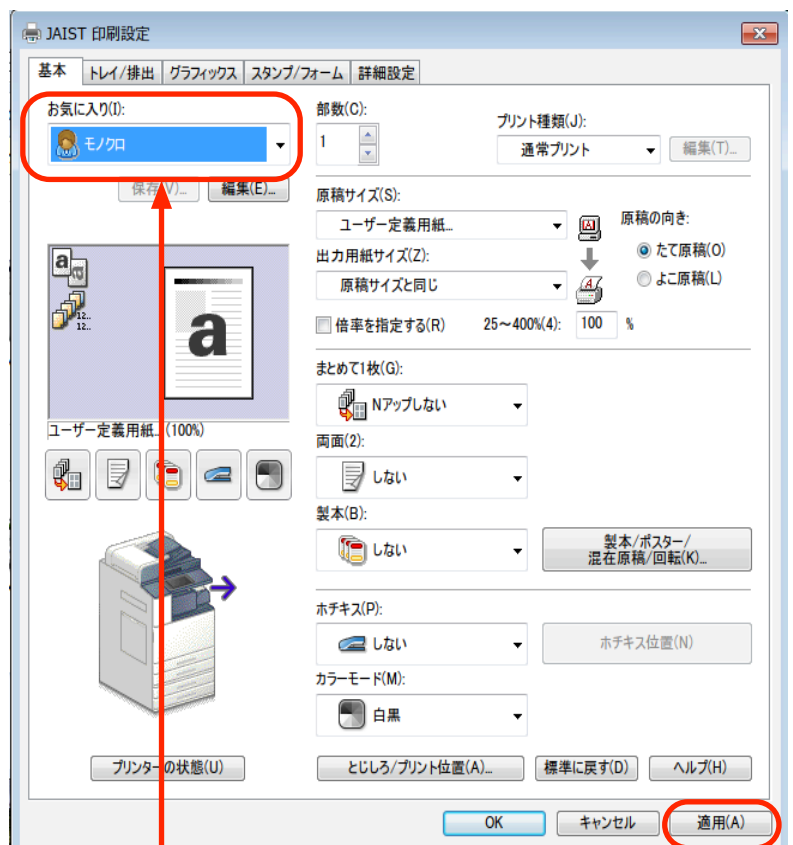 JAIST 印刷設定
基本 トレイ/排出 グラフィックス スタンプ/フォーム 詳細設定
お気に入り(I):
モノクロ
保存(V)... 編集(E)...
a
12..
12..
a
ユーザー定義用紙... (100%)
プリンターの状態(U)
部数(C):
1
プリント種類(J):
通常プリント 編集(T)...
原稿サイズ(S):
ユーザー定義用紙...
原稿の向き:
たて原稿(O)
よこ原稿(L)
出力用紙サイズ(Z):
原稿サイズと同じ
倍率を指定する(R) 25～400%(4): 100 %
まとめて1枚(G):
Nアップしない
両面(2):
しない
製本(B):
しない
製本/ポスター/
混在原稿/回転(K)...
ホチキス(P):
しない ホチキス位置(N)
カラーモード(M):
白黒
とじしろ/プリント位置(A)... 標準に戻す(D) ヘルプ(H)
OK キャンセル 適用(A)